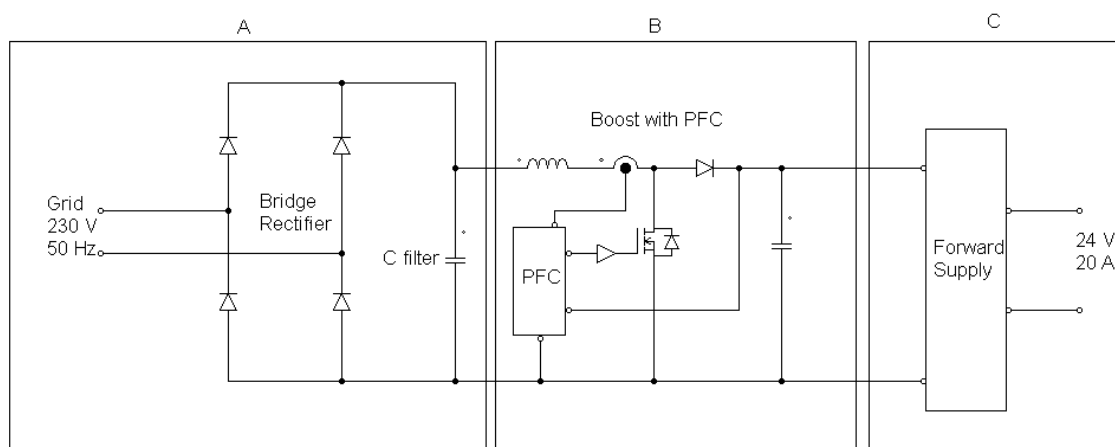 A
B
C
Boost with PFC
Grid
230 V
50 Hz
Bridge
Rectifier
C filter
PFC
Forward
Supply
24 V
20 A